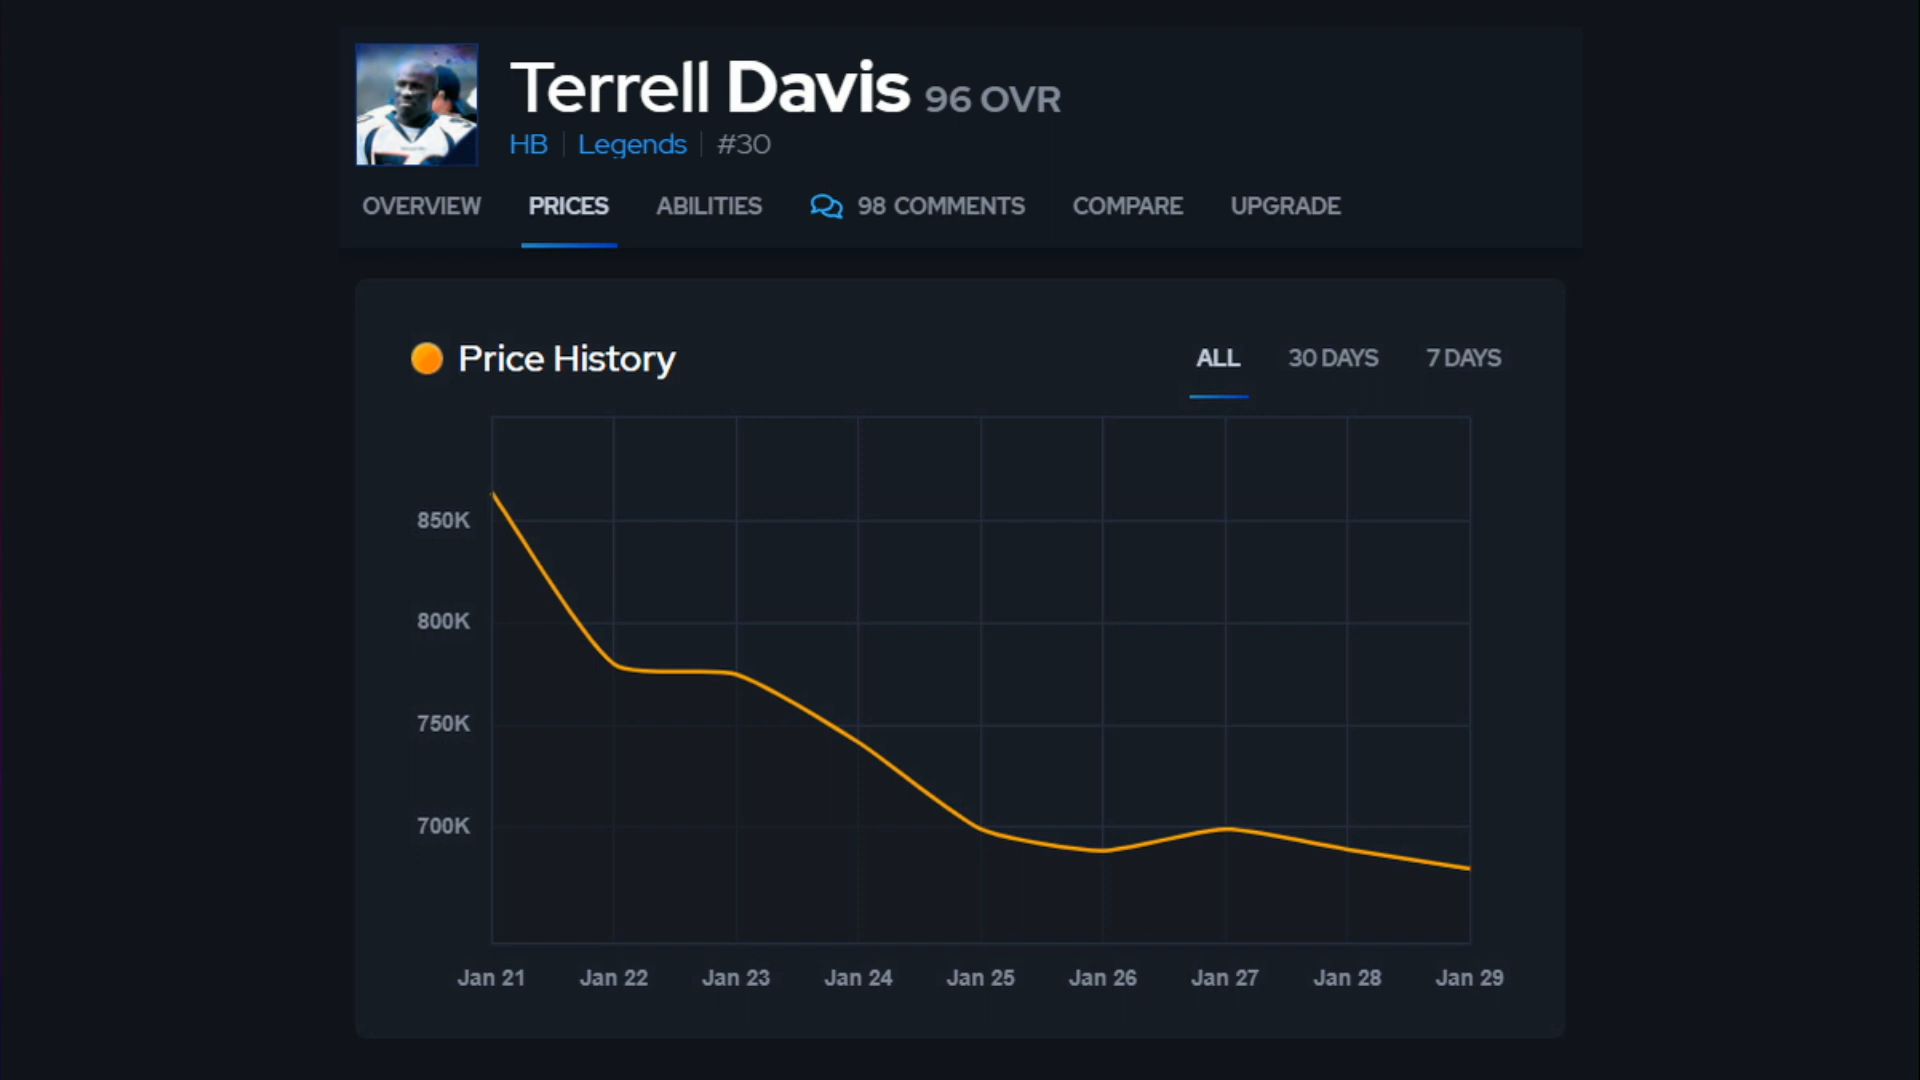 Terrell Davis 96 OVR
HB Legends #30
OVERVIEW PRICES ABILITIES 98 COMMENTS COMPARE UPGRADE
Price History ALL 30 DAYS 7 DAYS
850K
800K
750K
700K
Jan 21 Jan 22 Jan 23 Jan 24 Jan 25 Jan 26 Jan 27 Jan 28 Jan 29